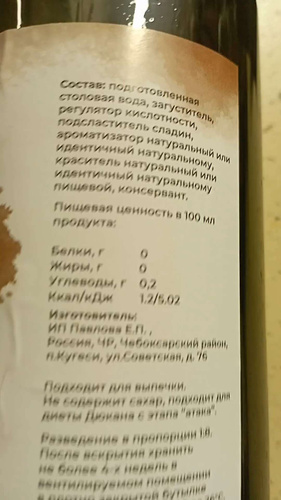 Состав: подготовленная
столовая вода, загуститель,
регулятор кислотности,
подсластитель сладин,
ароматизатор натуральный или
идентичный натуральному,
краситель натуральный или
идентичный натуральному
пищевой, консервант.
Пищевая ценность в 100 мл
продукта:
Белки, г 0
Жиры, г 0
Углеводы, г 0,2
Ккал/кДж 1.2/5.02
Изготовитель:
ИП Павлова Е.П. ,
Россия, ЧР, Чебоксарский район,
п.Кугеси, ул.Советская, д. 76
Подходит для выпечки.
Не содержит сахар, подходит для
диеты Дюкана с этапа "атака".
Разведение в пропорции 1:8.
После вскрытия хранить
не более 4-х недель в
вентилируемом помещении
в плотно закрытой бутылке